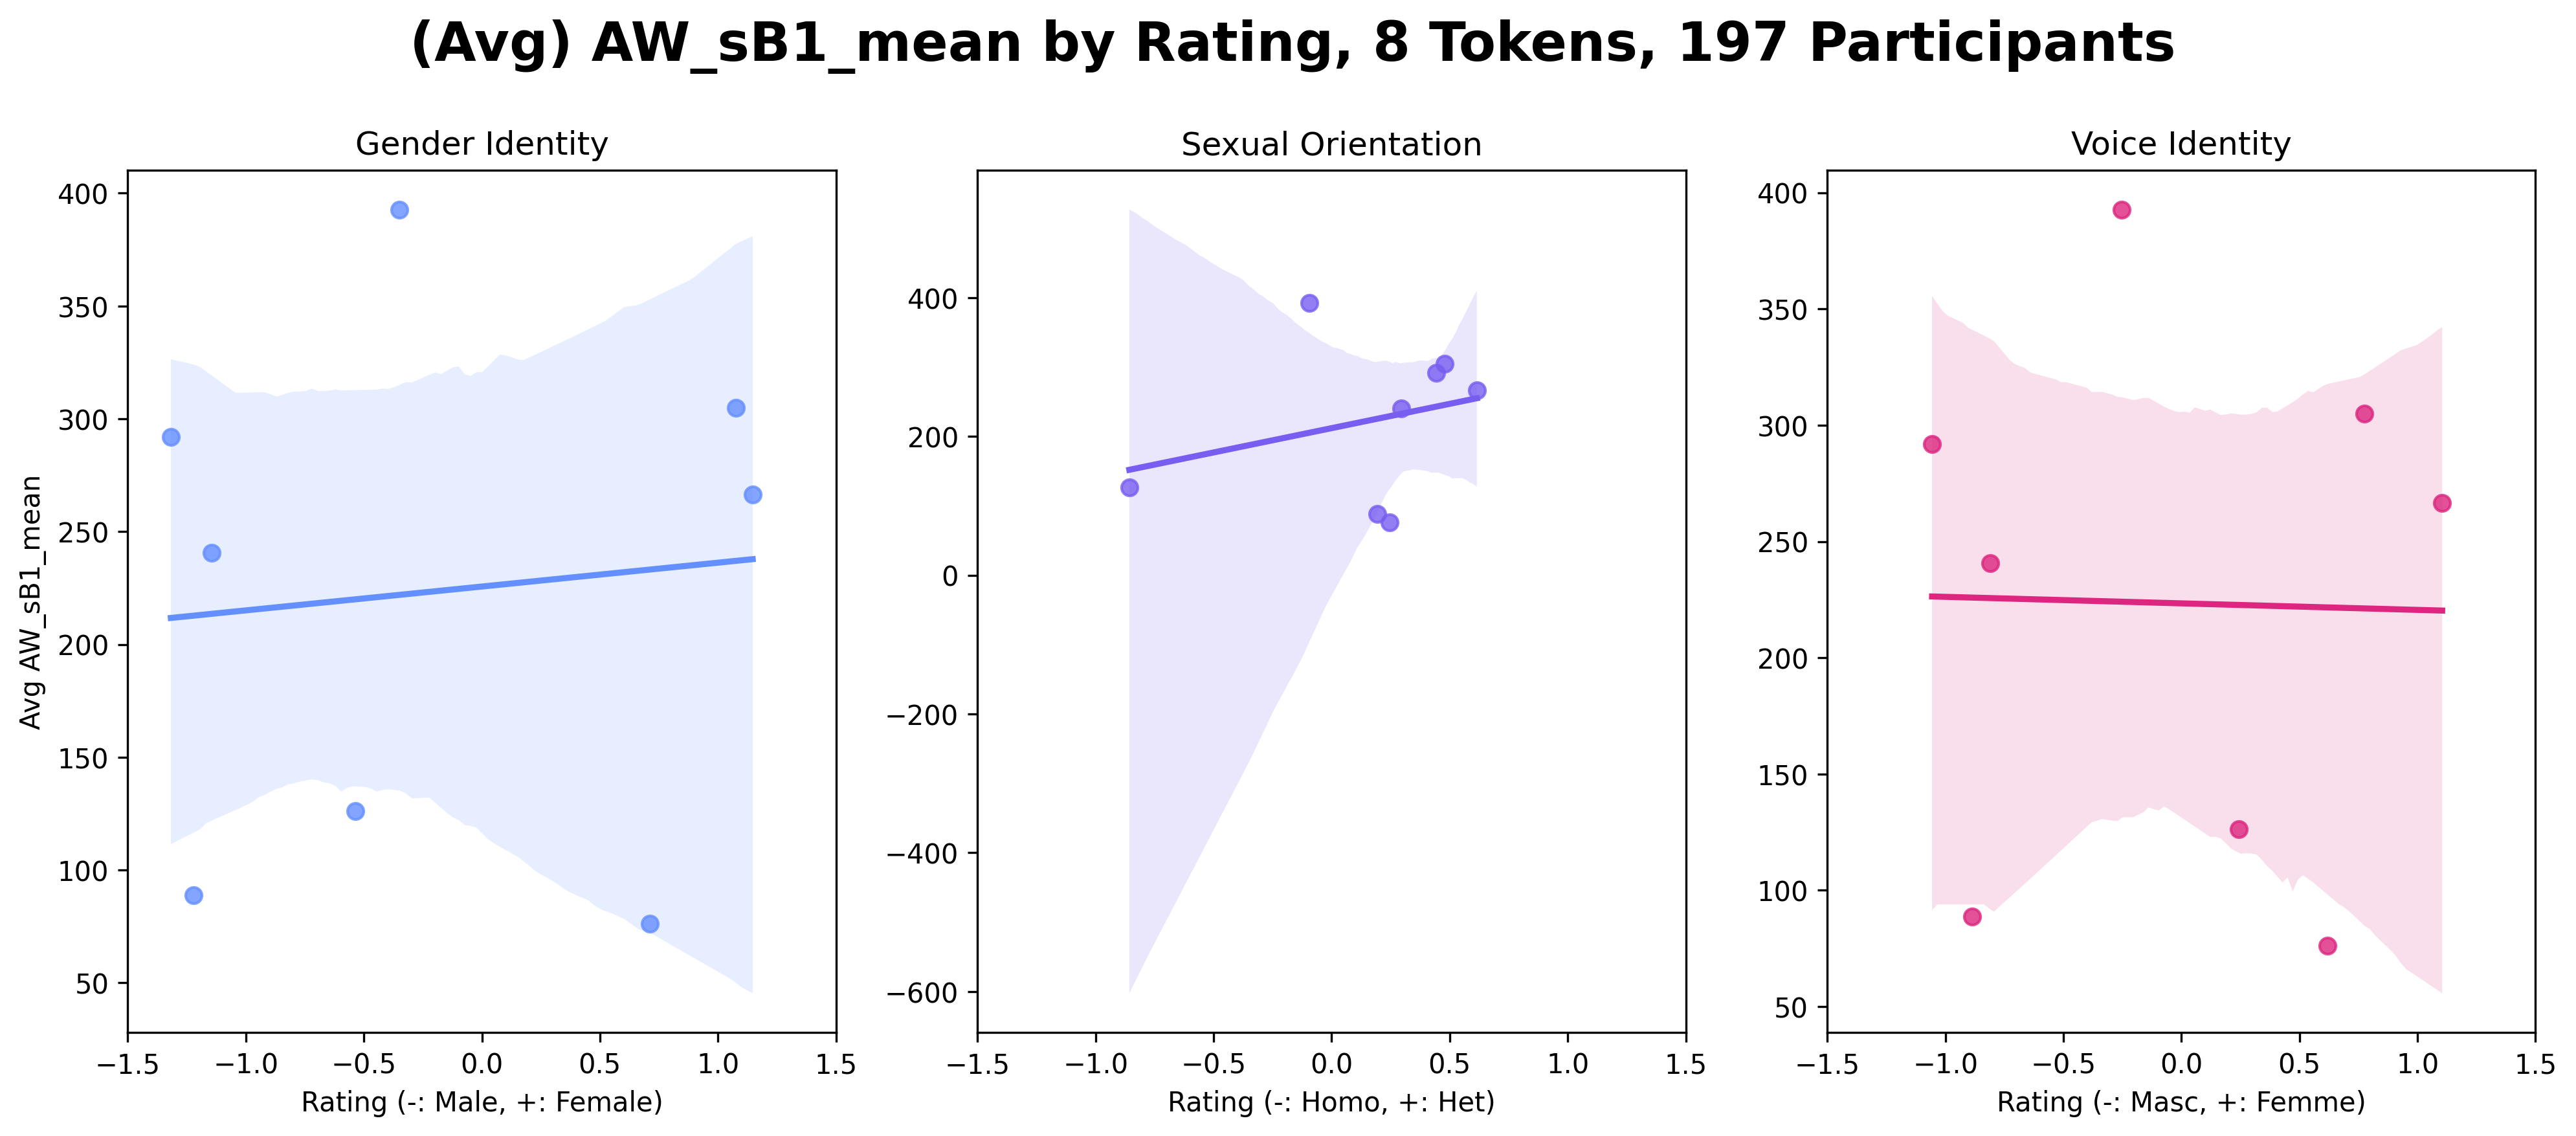 (Avg) AW_sB1_mean by Rating, 8 Tokens, 197 Participants
Gender Identity
400
350
300
250
200
150
100
50
Avg AW_sB1_mean
−1.5 −1.0 −0.5 0.0 0.5 1.0 1.5
Rating (-: Male, +: Female)
Sexual Orientation
400
200
0
−200
−400
−600
−1.5 −1.0 −0.5 0.0 0.5 1.0 1.5
Rating (-: Homo, +: Het)
Voice Identity
400
350
300
250
200
150
100
50
−1.5 −1.0 −0.5 0.0 0.5 1.0 1.5
Rating (-: Masc, +: Femme)